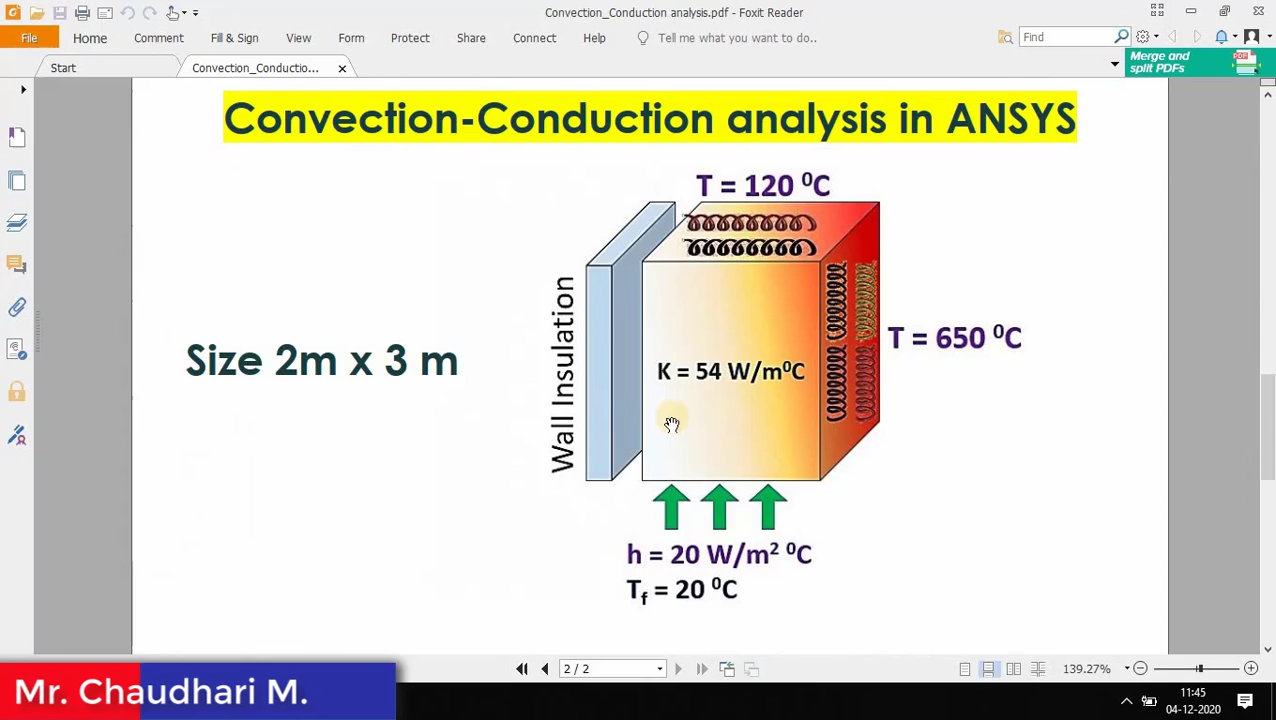 Convection_Conduction analysis.pdf - Foxit Reader
File Home Comment Fill & Sign View Form Protect Share Connect Help Tell me what you want to do.. Find
Start Convection_Conductio... Merge and
split PDFs
Convection-Conduction analysis in ANSYS
T = 120 ⁰C
Wall Insulation
Size 2m x 3 m
K = 54 W/m⁰C
T = 650 ⁰C
h = 20 W/m² ⁰C
Tf = 20 ⁰C
2 / 2 139.27%
Mr. Chaudhari M.
11:45
04-12-2020